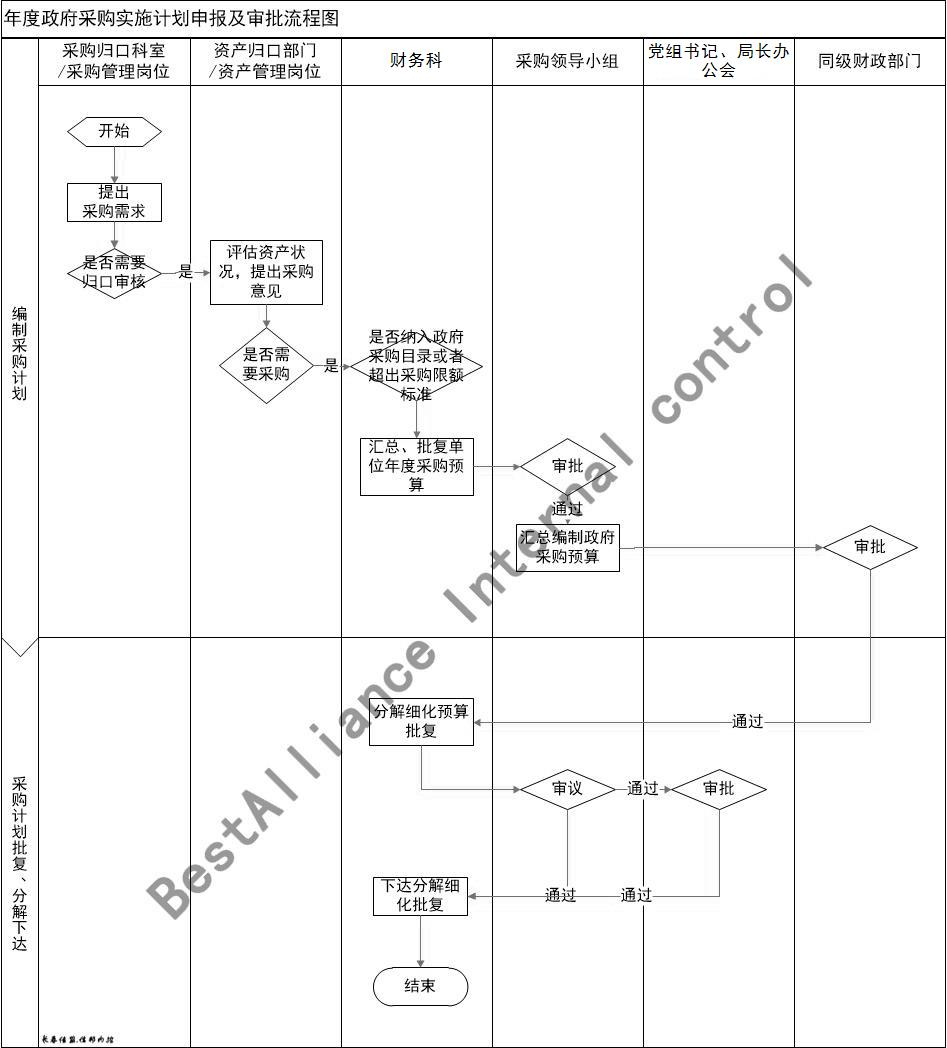 年度政府采购实施计划申报及审批流程图
采购归口科室
/采购管理岗位
资产归口部门
/资产管理岗位
财务科
采购领导小组
党组书记、局长办
公会
同级财政部门
编制采购计划
开始
提出
采购需求
是否需要
归口审核
是
评估资产状
况，提出采购
意见
是否需
要采购
是
是否纳入政府
采购目录或者
超出采购限额
标准
汇总、批复单
位年度采购预
算
审批
通过
汇总编制政府
采购预算
审批
采购计划批复、分解下达
通过
分解细化预算
批复
审议
通过
审批
通过
通过
下达分解细
化批复
结束
BestAlliance Internal control
长春佳盟.佳邦内控